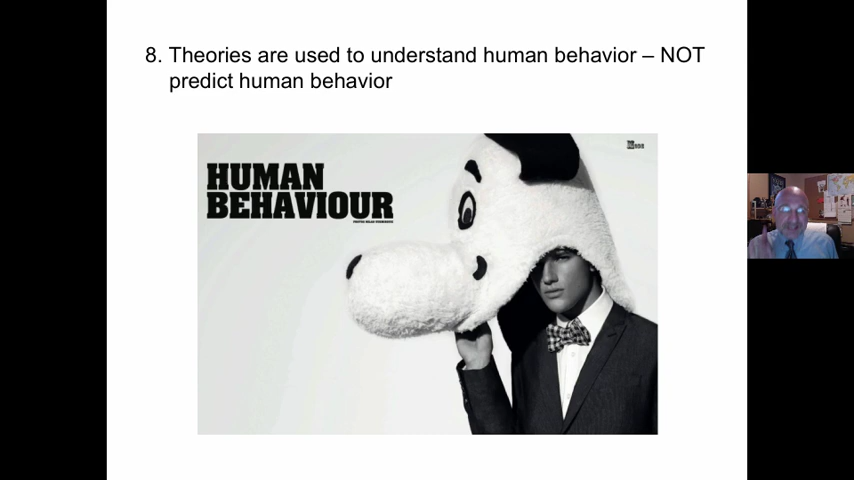 8. Theories are used to understand human behavior – NOT
predict human behavior
HUMAN
BEHAVIOUR